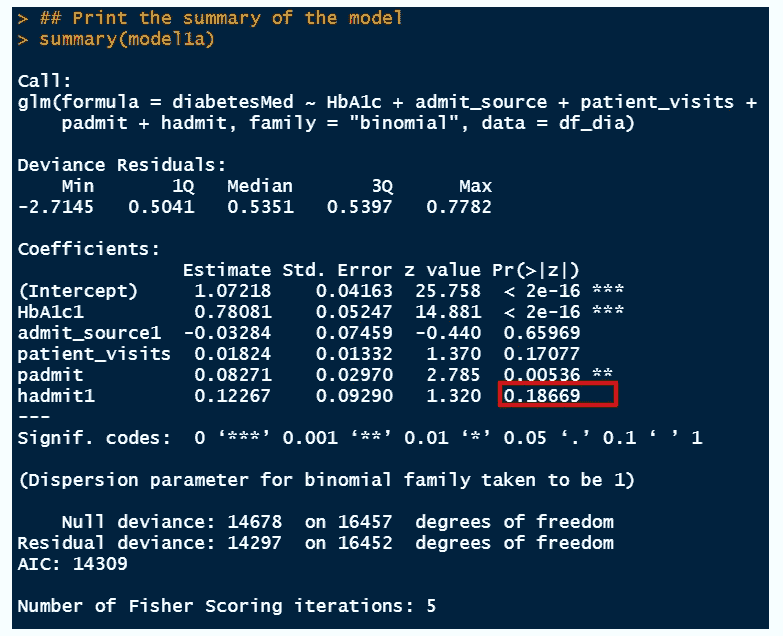 > ## Print the summary of the model
> summary(model1a)
Call:
glm(formula = diabetesMed ~ HbA1c + admit_source + patient_visits +
    padmit + hadmit, family = "binomial", data = df_dia)
Deviance Residuals:
    Min      1Q  Median      3Q     Max
-2.7145  0.5041  0.5351  0.5397  0.7782
Coefficients:
               Estimate Std. Error z value Pr(>|z|)
(Intercept)     1.07218    0.04163  25.758  < 2e-16 ***
HbA1c1          0.78081    0.05247  14.881  < 2e-16 ***
admit_source1  -0.03284    0.07459  -0.440  0.65969
patient_visits  0.01824    0.01332   1.370  0.17077
padmit          0.08271    0.02970   2.785  0.00536 **
hadmit1         0.12267    0.09290   1.320  0.18669
---
Signif. codes:  0 ‘***’ 0.001 ‘**’ 0.01 ‘*’ 0.05 ‘.’ 0.1 ‘ ’ 1
(Dispersion parameter for binomial family taken to be 1)
    Null deviance: 14678  on 16457  degrees of freedom
Residual deviance: 14297  on 16452  degrees of freedom
AIC: 14309
Number of Fisher Scoring iterations: 5